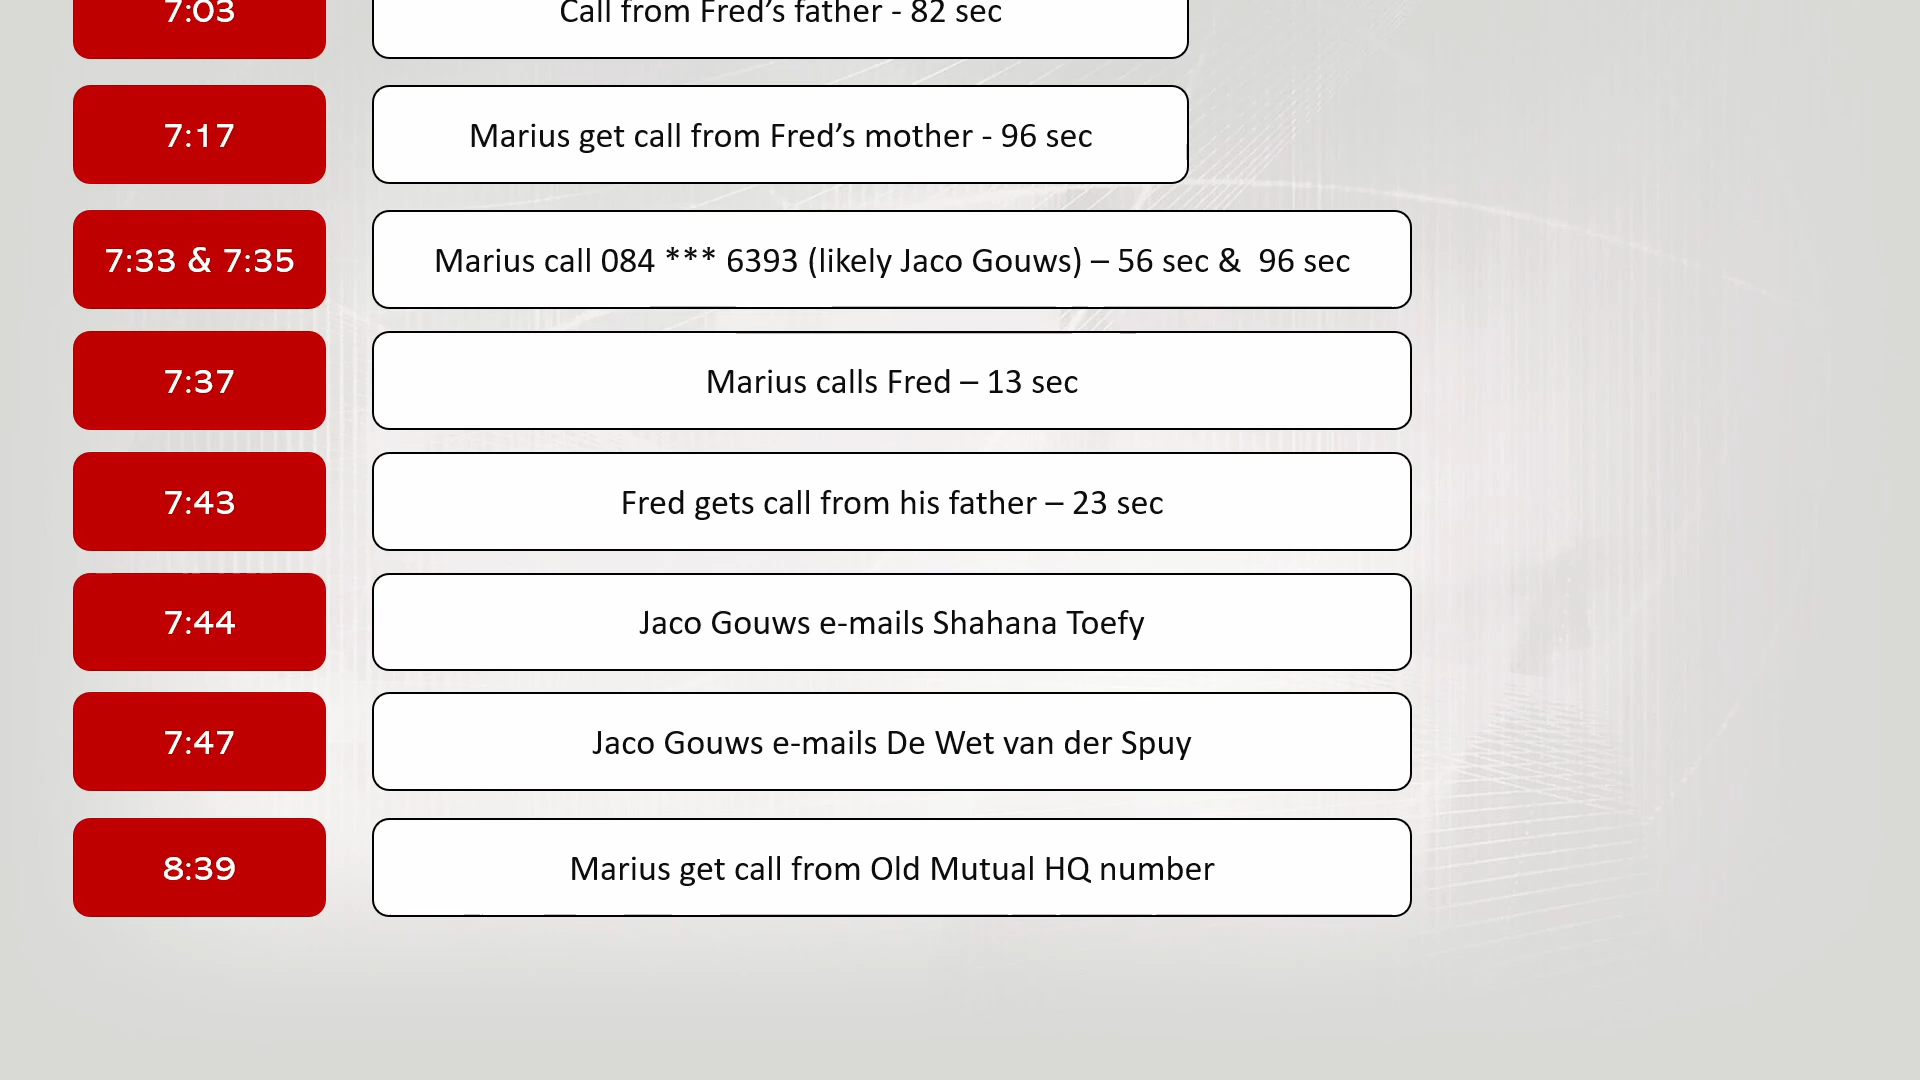 7:03 Call from Fred’s father - 82 sec
7:17 Marius get call from Fred’s mother - 96 sec
7:33 & 7:35 Marius call 084 *** 6393 (likely Jaco Gouws) – 56 sec &  96 sec
7:37 Marius calls Fred – 13 sec
7:43 Fred gets call from his father – 23 sec
7:44 Jaco Gouws e-mails Shahana Toefy
7:47 Jaco Gouws e-mails De Wet van der Spuy
8:39 Marius get call from Old Mutual HQ number